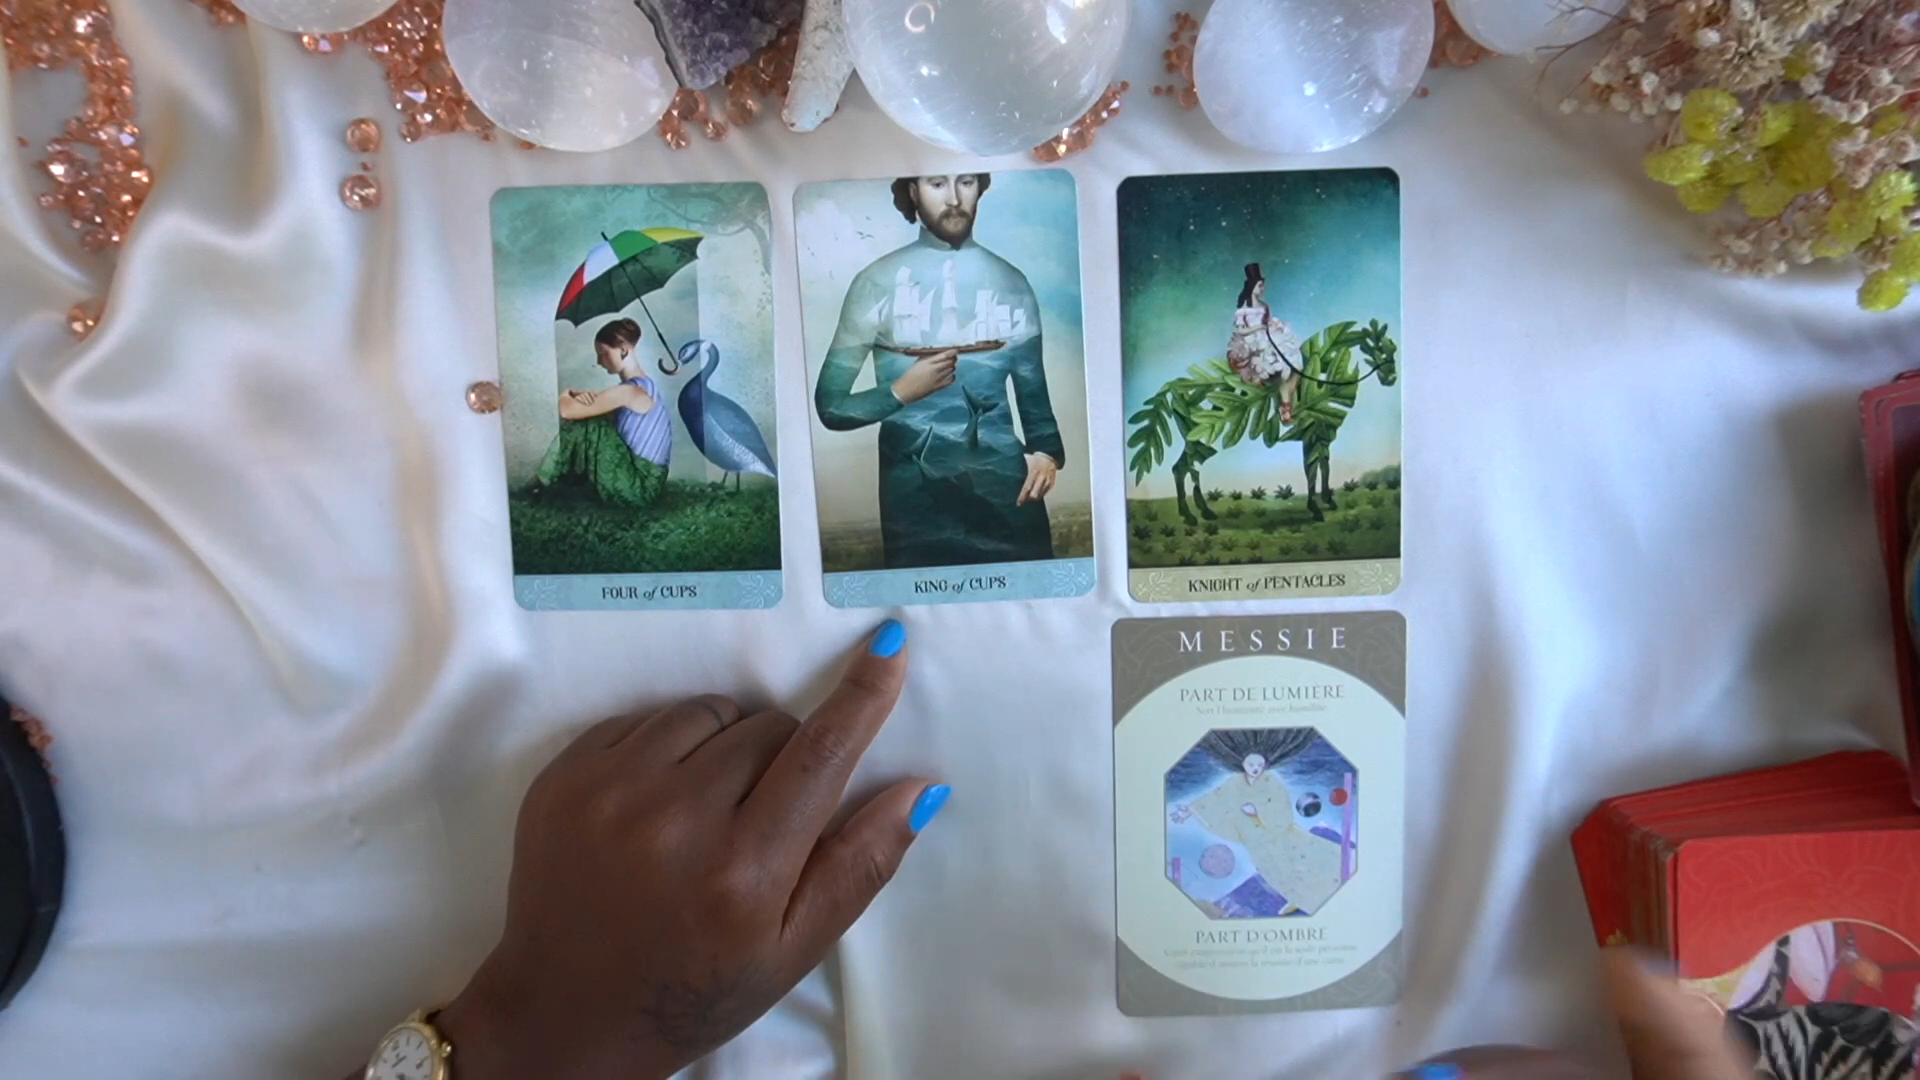 FOUR of CUPS
KING of CUPS
KNIGHT of PENTACLES
MESSIE
PART DE LUMIÈRE
Sert l'humanité avec humilité
PART D'OMBRE